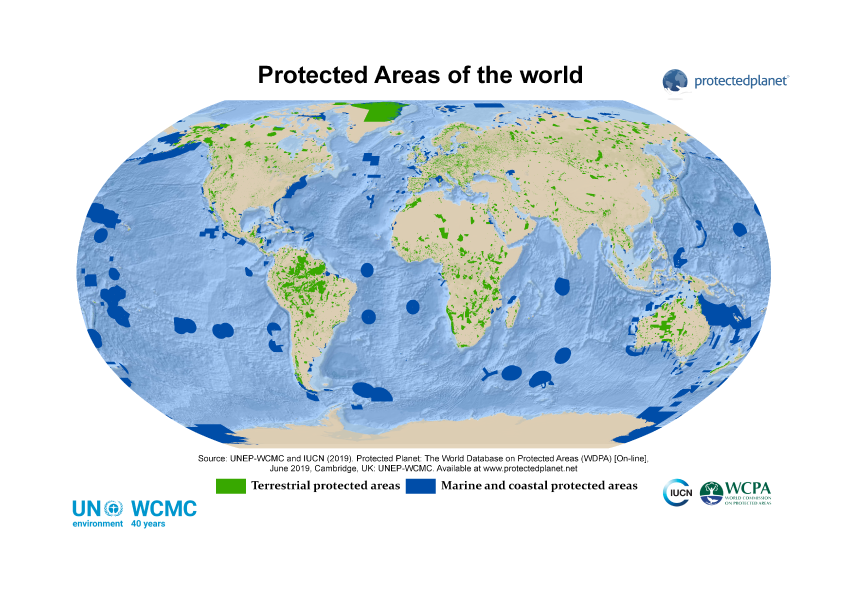 Protected Areas of the world
protectedplanet
Source: UNEP-WCMC and IUCN (2019). Protected Planet: The World Database on Protected Areas (WDPA) [On-line],
June 2019, Cambridge, UK: UNEP-WCMC. Available at www.protectedplanet.net
Terrestrial protected areas
Marine and coastal protected areas
UN WCMC
environment 40 years
IUCN
WCPA
WORLD COMMISSION
ON PROTECTED AREAS